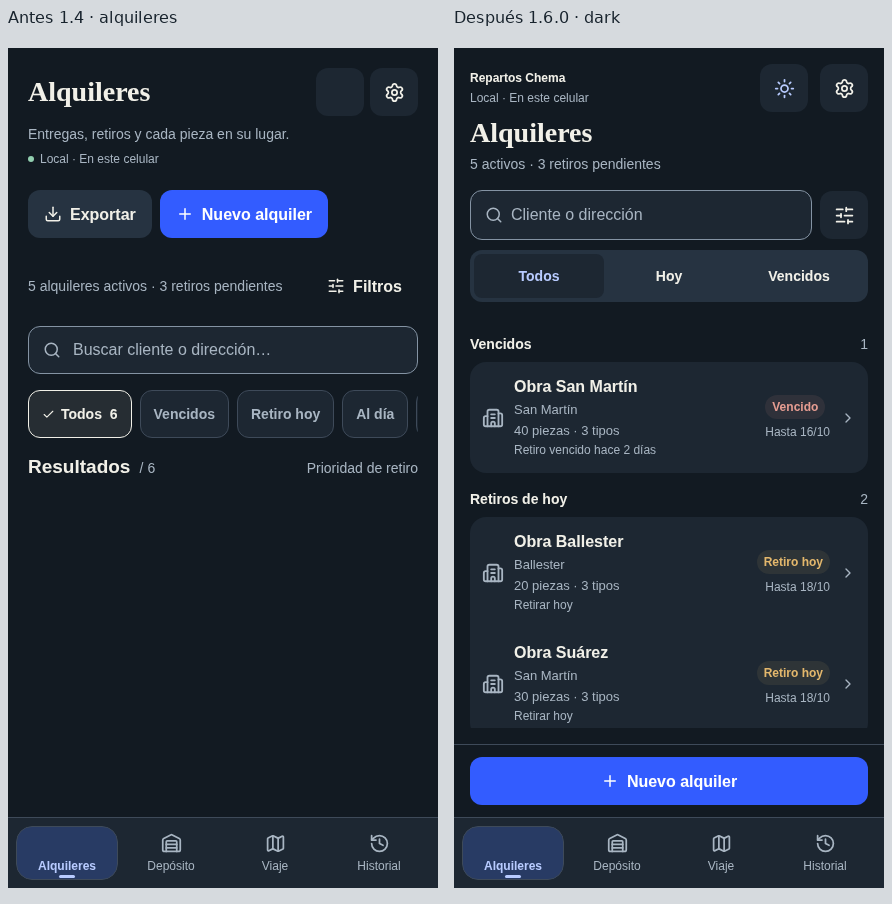 Antes 1.4 · alquileres
Alquileres
Entregas, retiros y cada pieza en su lugar.
Local · En este celular
Exportar
Nuevo alquiler
5 alquileres activos · 3 retiros pendientes
Filtros
Buscar cliente o dirección…
Todos 6
Vencidos
Retiro hoy
Al día
Resultados / 6
Prioridad de retiro
Alquileres
Depósito
Viaje
Historial
Después 1.6.0 · dark
Repartos Chema
Local · En este celular
Alquileres
5 activos · 3 retiros pendientes
Cliente o dirección
Todos
Hoy
Vencidos
Vencidos
1
Obra San Martín
San Martín
40 piezas · 3 tipos
Retiro vencido hace 2 días
Vencido
Hasta 16/10
Retiros de hoy
2
Obra Ballester
Ballester
20 piezas · 3 tipos
Retirar hoy
Retiro hoy
Hasta 18/10
Obra Suárez
San Martín
30 piezas · 3 tipos
Retirar hoy
Retiro hoy
Hasta 18/10
Nuevo alquiler
Alquileres
Depósito
Viaje
Historial